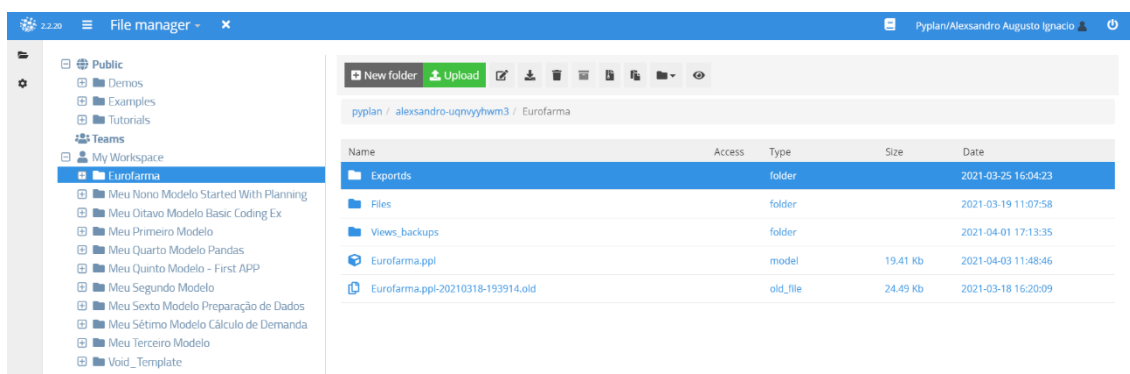 2.2.20 File manager Pyplan/Alexsandro Augusto Ignacio
Public
Demos
Examples
Tutorials
Teams
My Workspace
Eurofarma
Meu Nono Modelo Started With Planning
Meu Oitavo Modelo Basic Coding Ex
Meu Primeiro Modelo
Meu Quarto Modelo Pandas
Meu Quinto Modelo - First APP
Meu Segundo Modelo
Meu Sexto Modelo Preparação de Dados
Meu Sétimo Modelo Cálculo de Demanda
Meu Terceiro Modelo
Void_Template
New folder Upload
pyplan / alexsandro-uqnvyyhwm3 / Eurofarma
Name Access Type Size Date
Exportds folder 2021-03-25 16:04:23
Files folder 2021-03-19 11:07:58
Views_backups folder 2021-04-01 17:13:35
Eurofarma.ppl model 19.41 Kb 2021-04-03 11:48:46
Eurofarma.ppl-20210318-193914.old old_file 24.49 Kb 2021-03-18 16:20:09